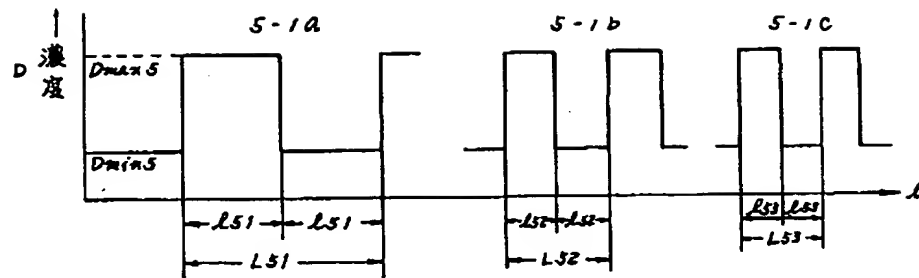 5-1a 5-1b 5-1c
D 濃度
Dmax5
Dmin5
l
l51 l51 l52 l52 l53 l53
L51 L52 L53